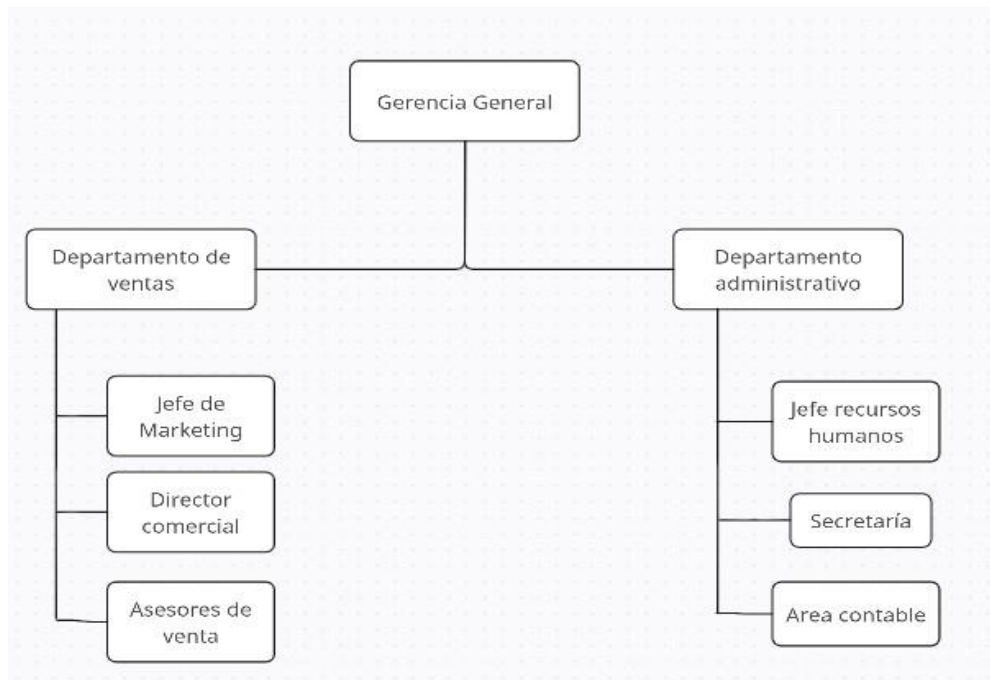 Gerencia General
Departamento de
ventas
Departamento
administrativo
Jefe de
Marketing
Director
comercial
Asesores de
venta
Jefe recursos
humanos
Secretaría
Area contable